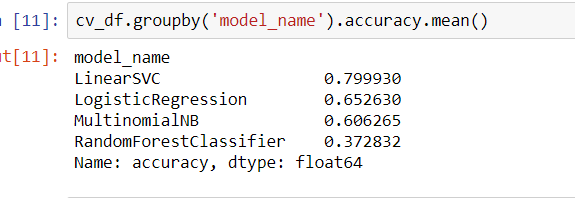 [11]: cv_df.groupby('model_name').accuracy.mean()
t[11]: model_name
LinearSVC 0.799930
LogisticRegression 0.652630
MultinomialNB 0.606265
RandomForestClassifier 0.372832
Name: accuracy, dtype: float64